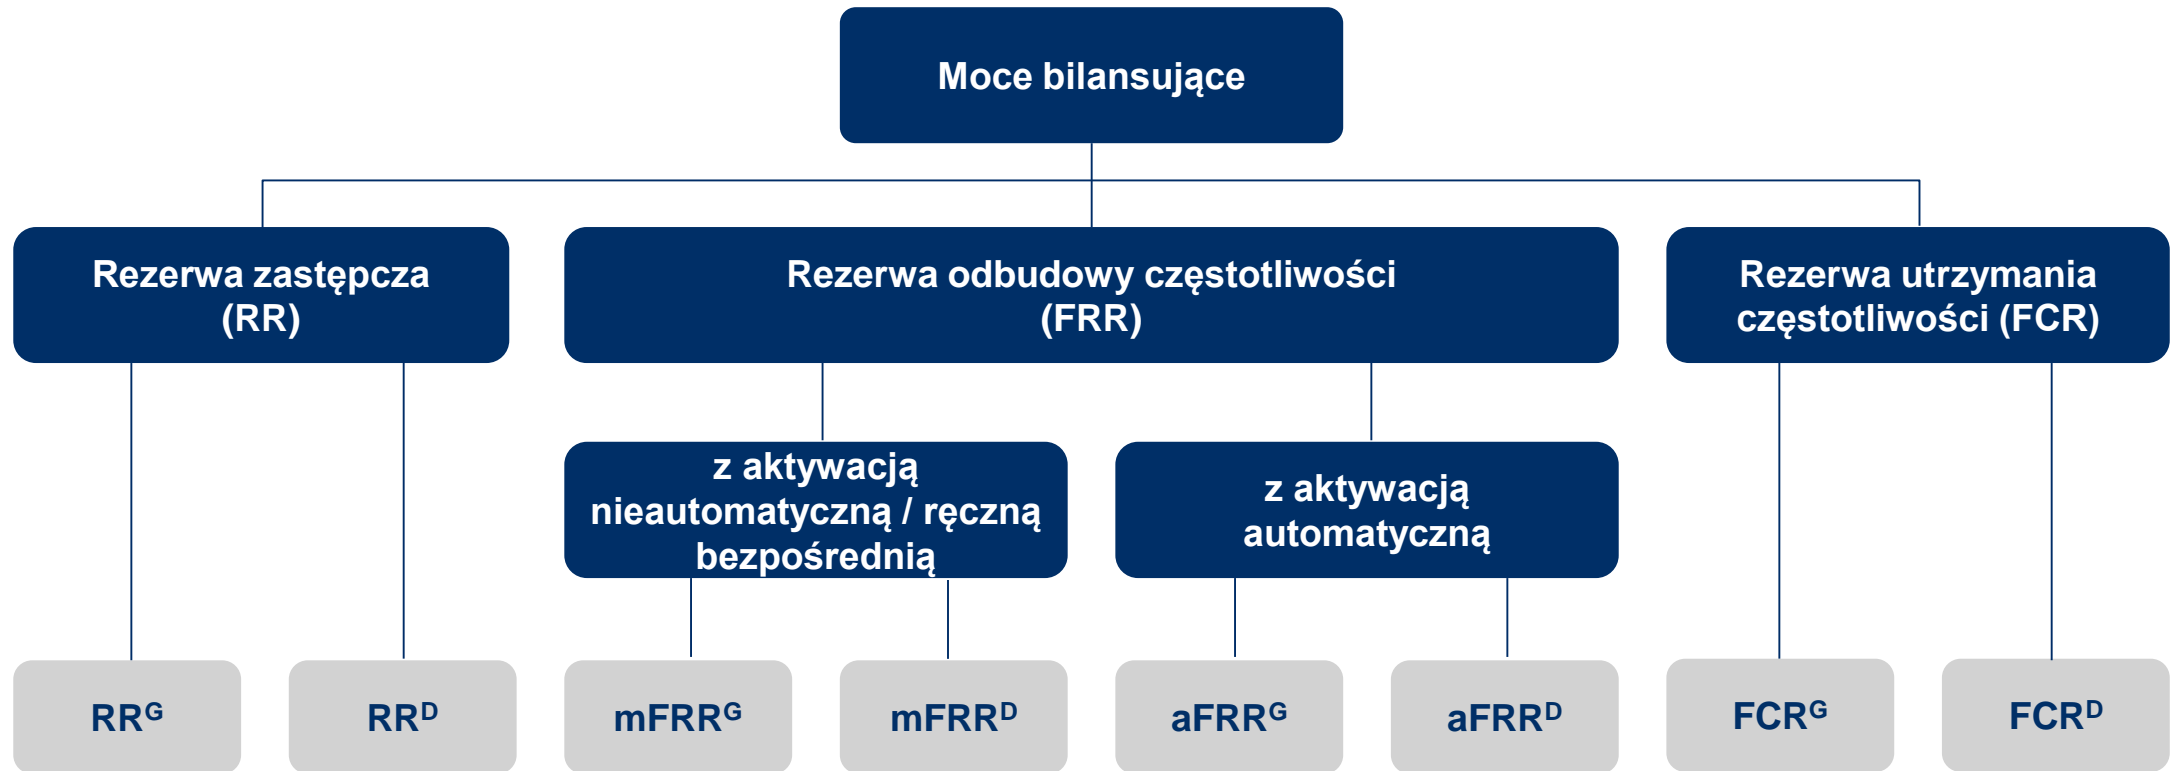 Moce bilansujące
Rezerwa zastępcza
(RR)
Rezerwa odbudowy częstotliwości
(FRR)
Rezerwa utrzymania
częstotliwości (FCR)
z aktywacją
nieautomatyczną / ręczną
bezpośrednią
z aktywacją
automatyczną
RRᴳ
RRᴰ
mFRRᴳ
mFRRᴰ
aFRRᴳ
aFRRᴰ
FCRᴳ
FCRᴰ